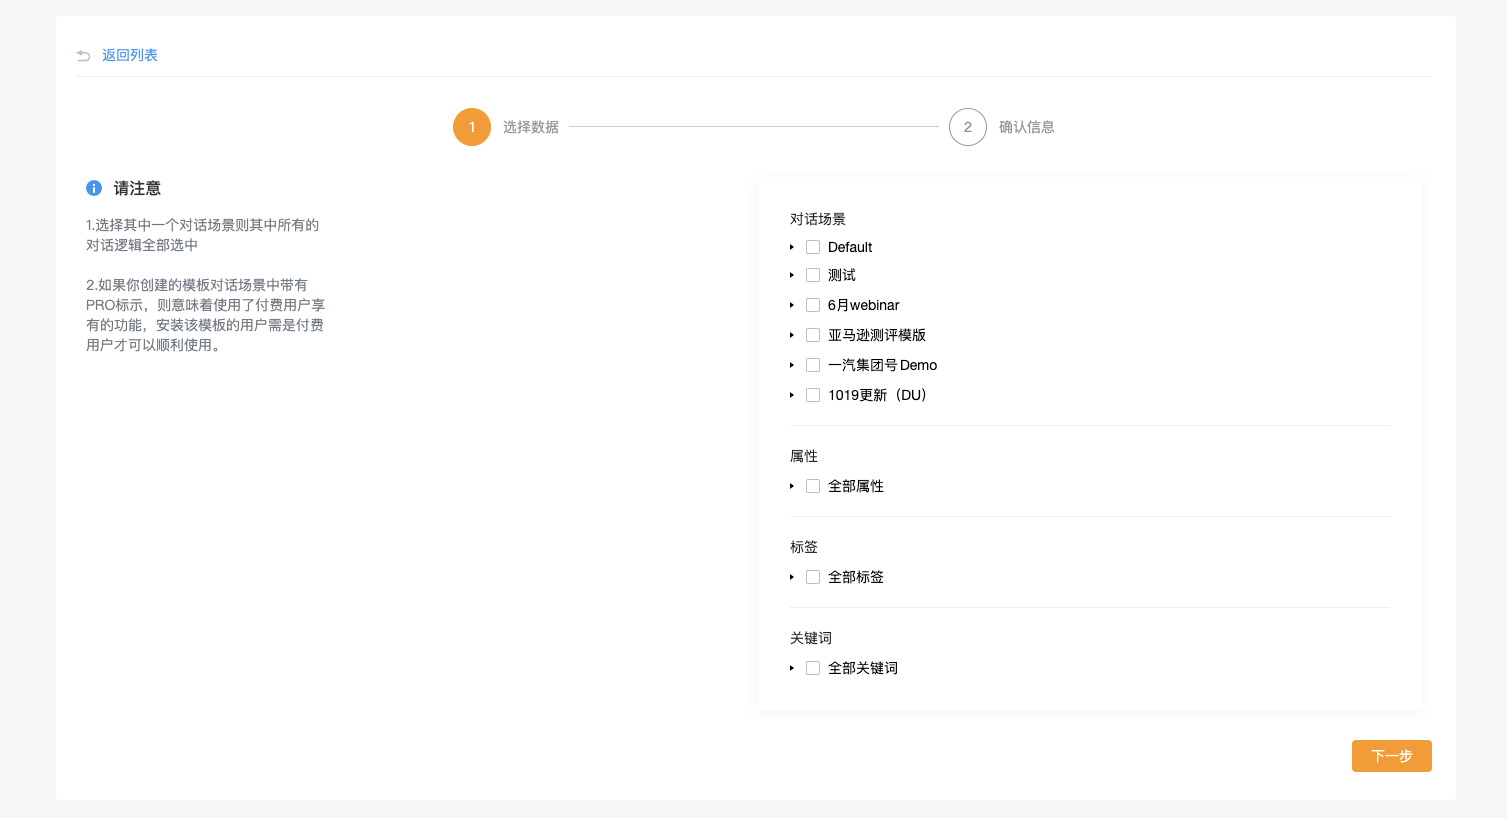 返回列表
1 选择数据 2 确认信息
请注意
1.选择其中一个对话场景则其中所有的
对话逻辑全部选中
2.如果你创建的模板对话场景中带有
PRO标示，则意味着使用了付费用户享
有的功能，安装该模板的用户需是付费
用户才可以顺利使用。
对话场景
Default
测试
6月webinar
亚马逊测评模版
一汽集团号Demo
1019更新（DU）
属性
全部属性
标签
全部标签
关键词
全部关键词
下一步